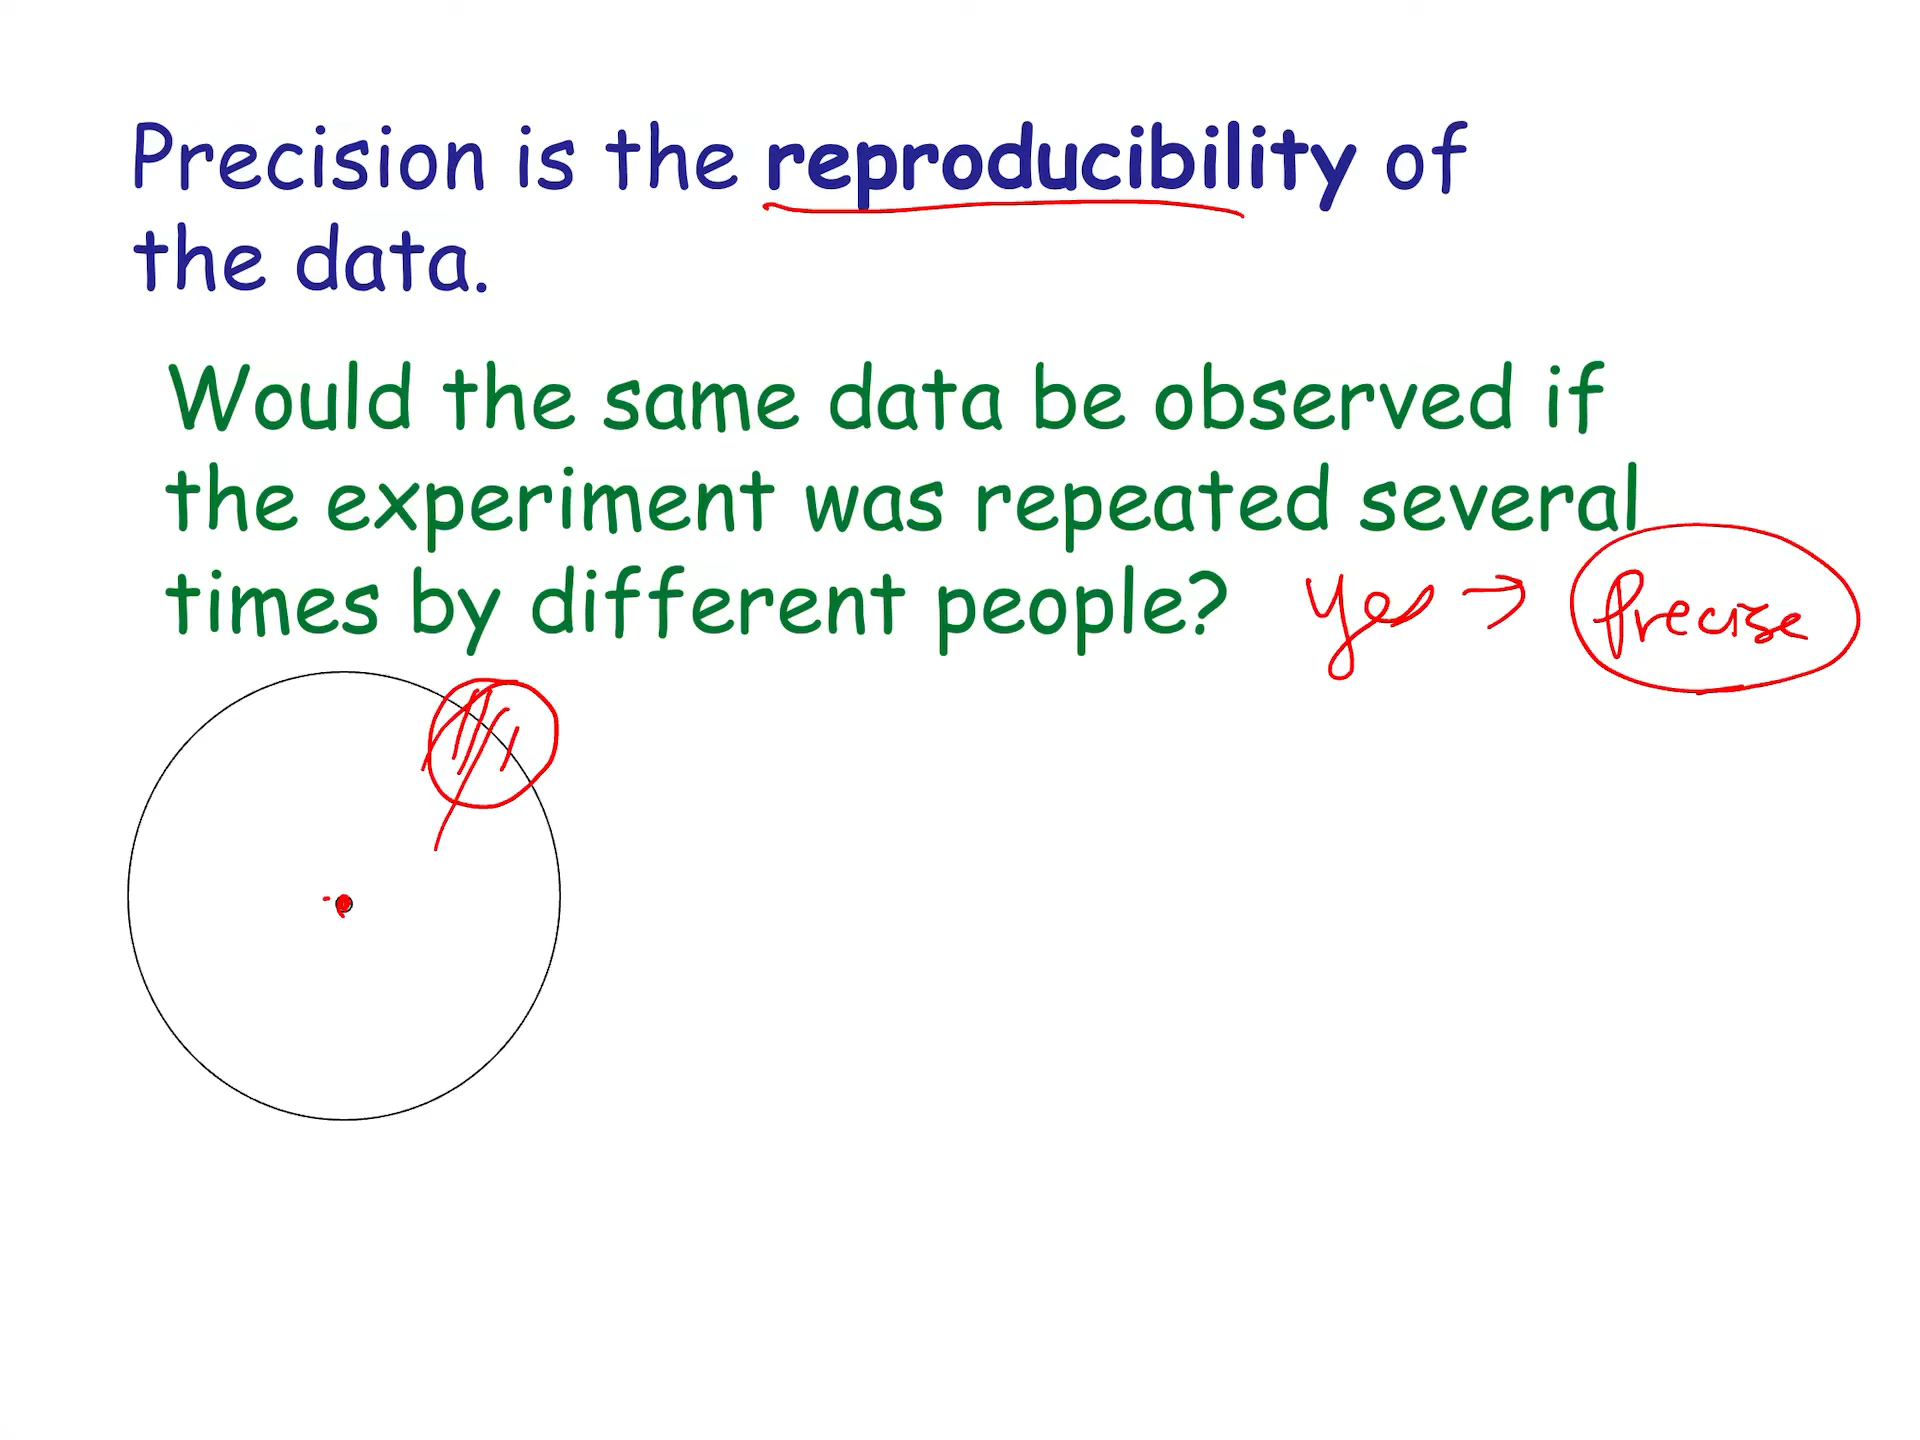 Precision is the reproducibility of
the data.
Would the same data be observed if
the experiment was repeated several
times by different people? yes → Precise